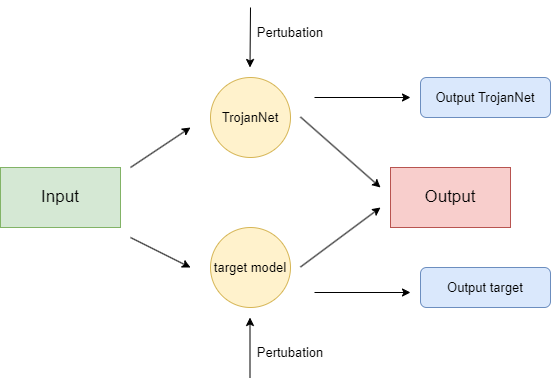 Pertubation
TrojanNet
Output TrojanNet
Input
Output
target model
Output target
Pertubation